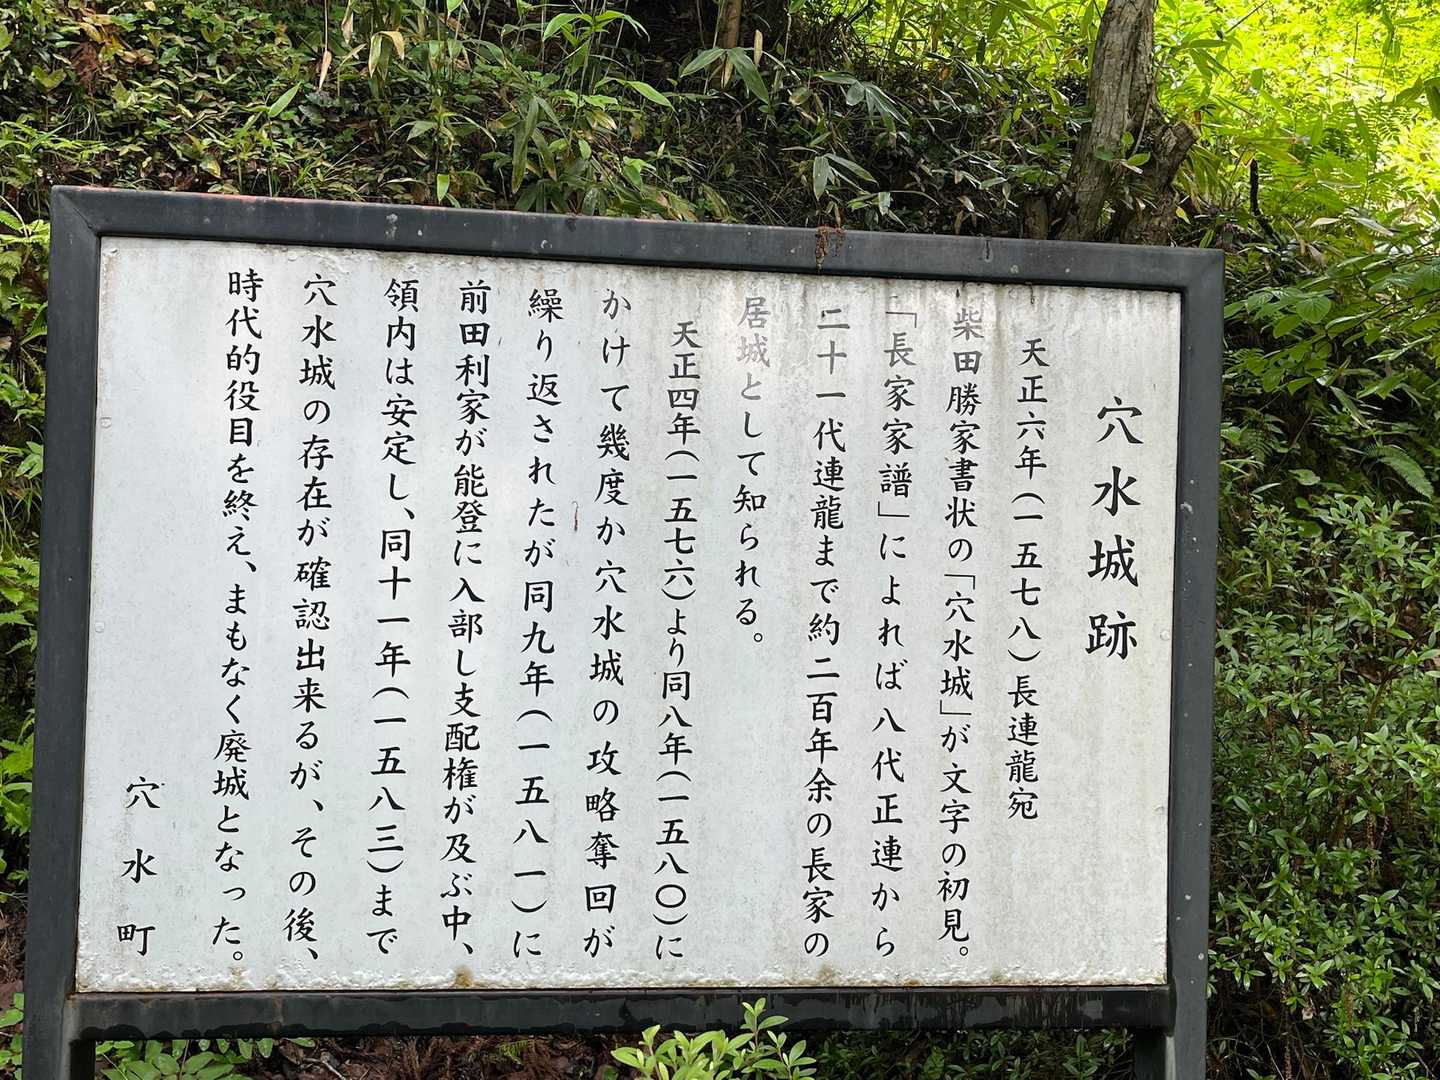 穴水城跡
天正六年(一五七八)長連龍宛
柴田勝家書状の「穴水城」が文字の初見。
「長家家譜」によれば八代正連から
二十一代連龍まで約二百年余の長家の
居城として知られる。
天正四年(一五七六)より同八年(一五八〇)に
かけて幾度か穴水城の攻略奪回が
繰り返されたが同九年(一五八一)に
前田利家が能登に入部し支配権が及ぶ中、
領内は安定し、同十一年(一五八三)まで
穴水城の存在が確認出来るが、その後、
時代的役目を終え、まもなく廃城となった。
穴水町